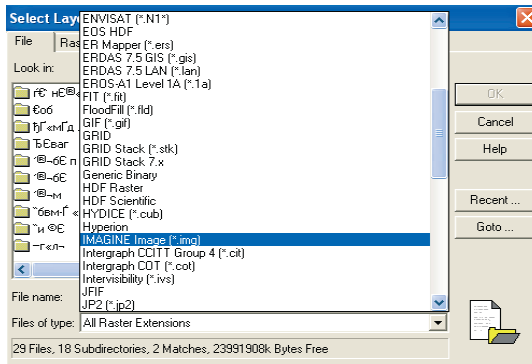 Select Lay
File Ras
Look in:
ENVISAT (*.N1*)
EOS HDF
ER Mapper (*.ers)
ERDAS 7.5 GIS (*.gis)
ERDAS 7.5 LAN (*.lan)
EROS-A1 Level 1A (*.1a)
FIT (*.fit)
FloodFill (*.fld)
GIF (*.gif)
GRID
GRID Stack (*.stk)
GRID Stack 7.x
Generic Binary
HDF Raster
HDF Scientific
HYDICE (*.cub)
Hyperion
IMAGINE Image (*.img)
Intergraph CCITT Group 4 (*.cit)
Intergraph COT (*.cot)
Intervisibility (*.ivs)
JFIF
JP2 (*.jp2)
OK
Cancel
Help
Recent ...
Goto ...
File name:
Files of type: All Raster Extensions
29 Files, 18 Subdirectories, 2 Matches, 23991908k Bytes Free